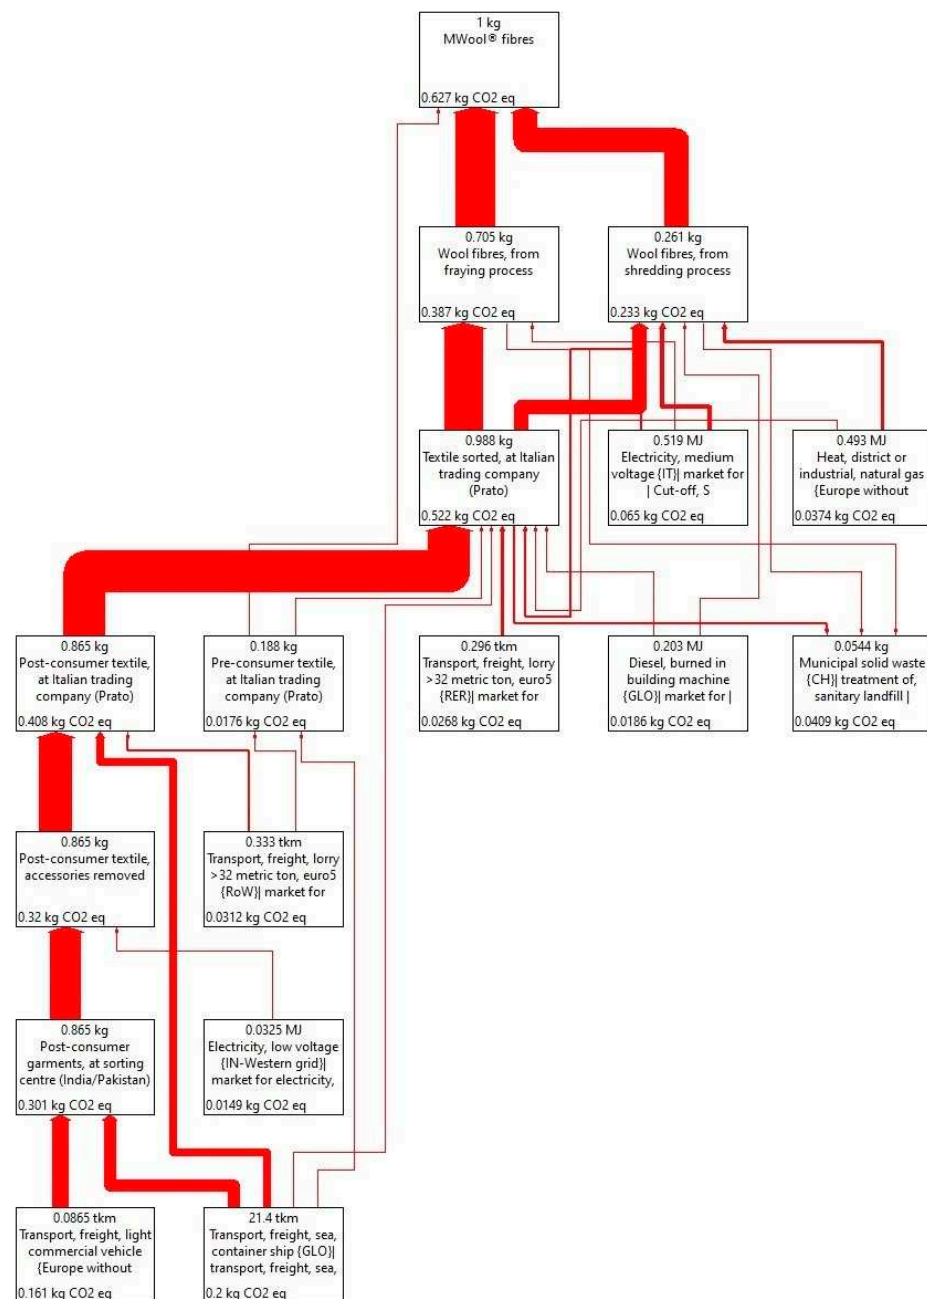 1 kg
MWool® fibres
0.627 kg CO2 eq
0.705 kg
Wool fibres, from
fraying process
0.387 kg CO2 eq
0.261 kg
Wool fibres, from
shredding process
0.233 kg CO2 eq
0.988 kg
Textile sorted, at Italian
trading company
(Prato)
0.522 kg CO2 eq
0.519 MJ
Electricity, medium
voltage {IT}| market for
| Cut-off, S
0.065 kg CO2 eq
0.493 MJ
Heat, district or
industrial, natural gas
{Europe without
0.0374 kg CO2 eq
0.865 kg
Post-consumer textile,
at Italian trading
company (Prato)
0.408 kg CO2 eq
0.188 kg
Pre-consumer textile,
at Italian trading
company (Prato)
0.0176 kg CO2 eq
0.296 tkm
Transport, freight, lorry
>32 metric ton, euro5
{RER}| market for
0.0268 kg CO2 eq
0.203 MJ
Diesel, burned in
building machine
{GLO}| market for |
0.0186 kg CO2 eq
0.0544 kg
Municipal solid waste
{CH}| treatment of,
sanitary landfill |
0.0409 kg CO2 eq
0.865 kg
Post-consumer textile,
accessories removed
0.32 kg CO2 eq
0.333 tkm
Transport, freight, lorry
>32 metric ton, euro5
{RoW}| market for
0.0312 kg CO2 eq
0.865 kg
Post-consumer
garments, at sorting
centre (India/Pakistan)
0.301 kg CO2 eq
0.0325 MJ
Electricity, low voltage
{IN-Western grid}|
market for electricity,
0.0149 kg CO2 eq
0.0865 tkm
Transport, freight, light
commercial vehicle
{Europe without
0.161 kg CO2 eq
21.4 tkm
Transport, freight, sea,
container ship {GLO}|
transport, freight, sea,
0.2 kg CO2 eq